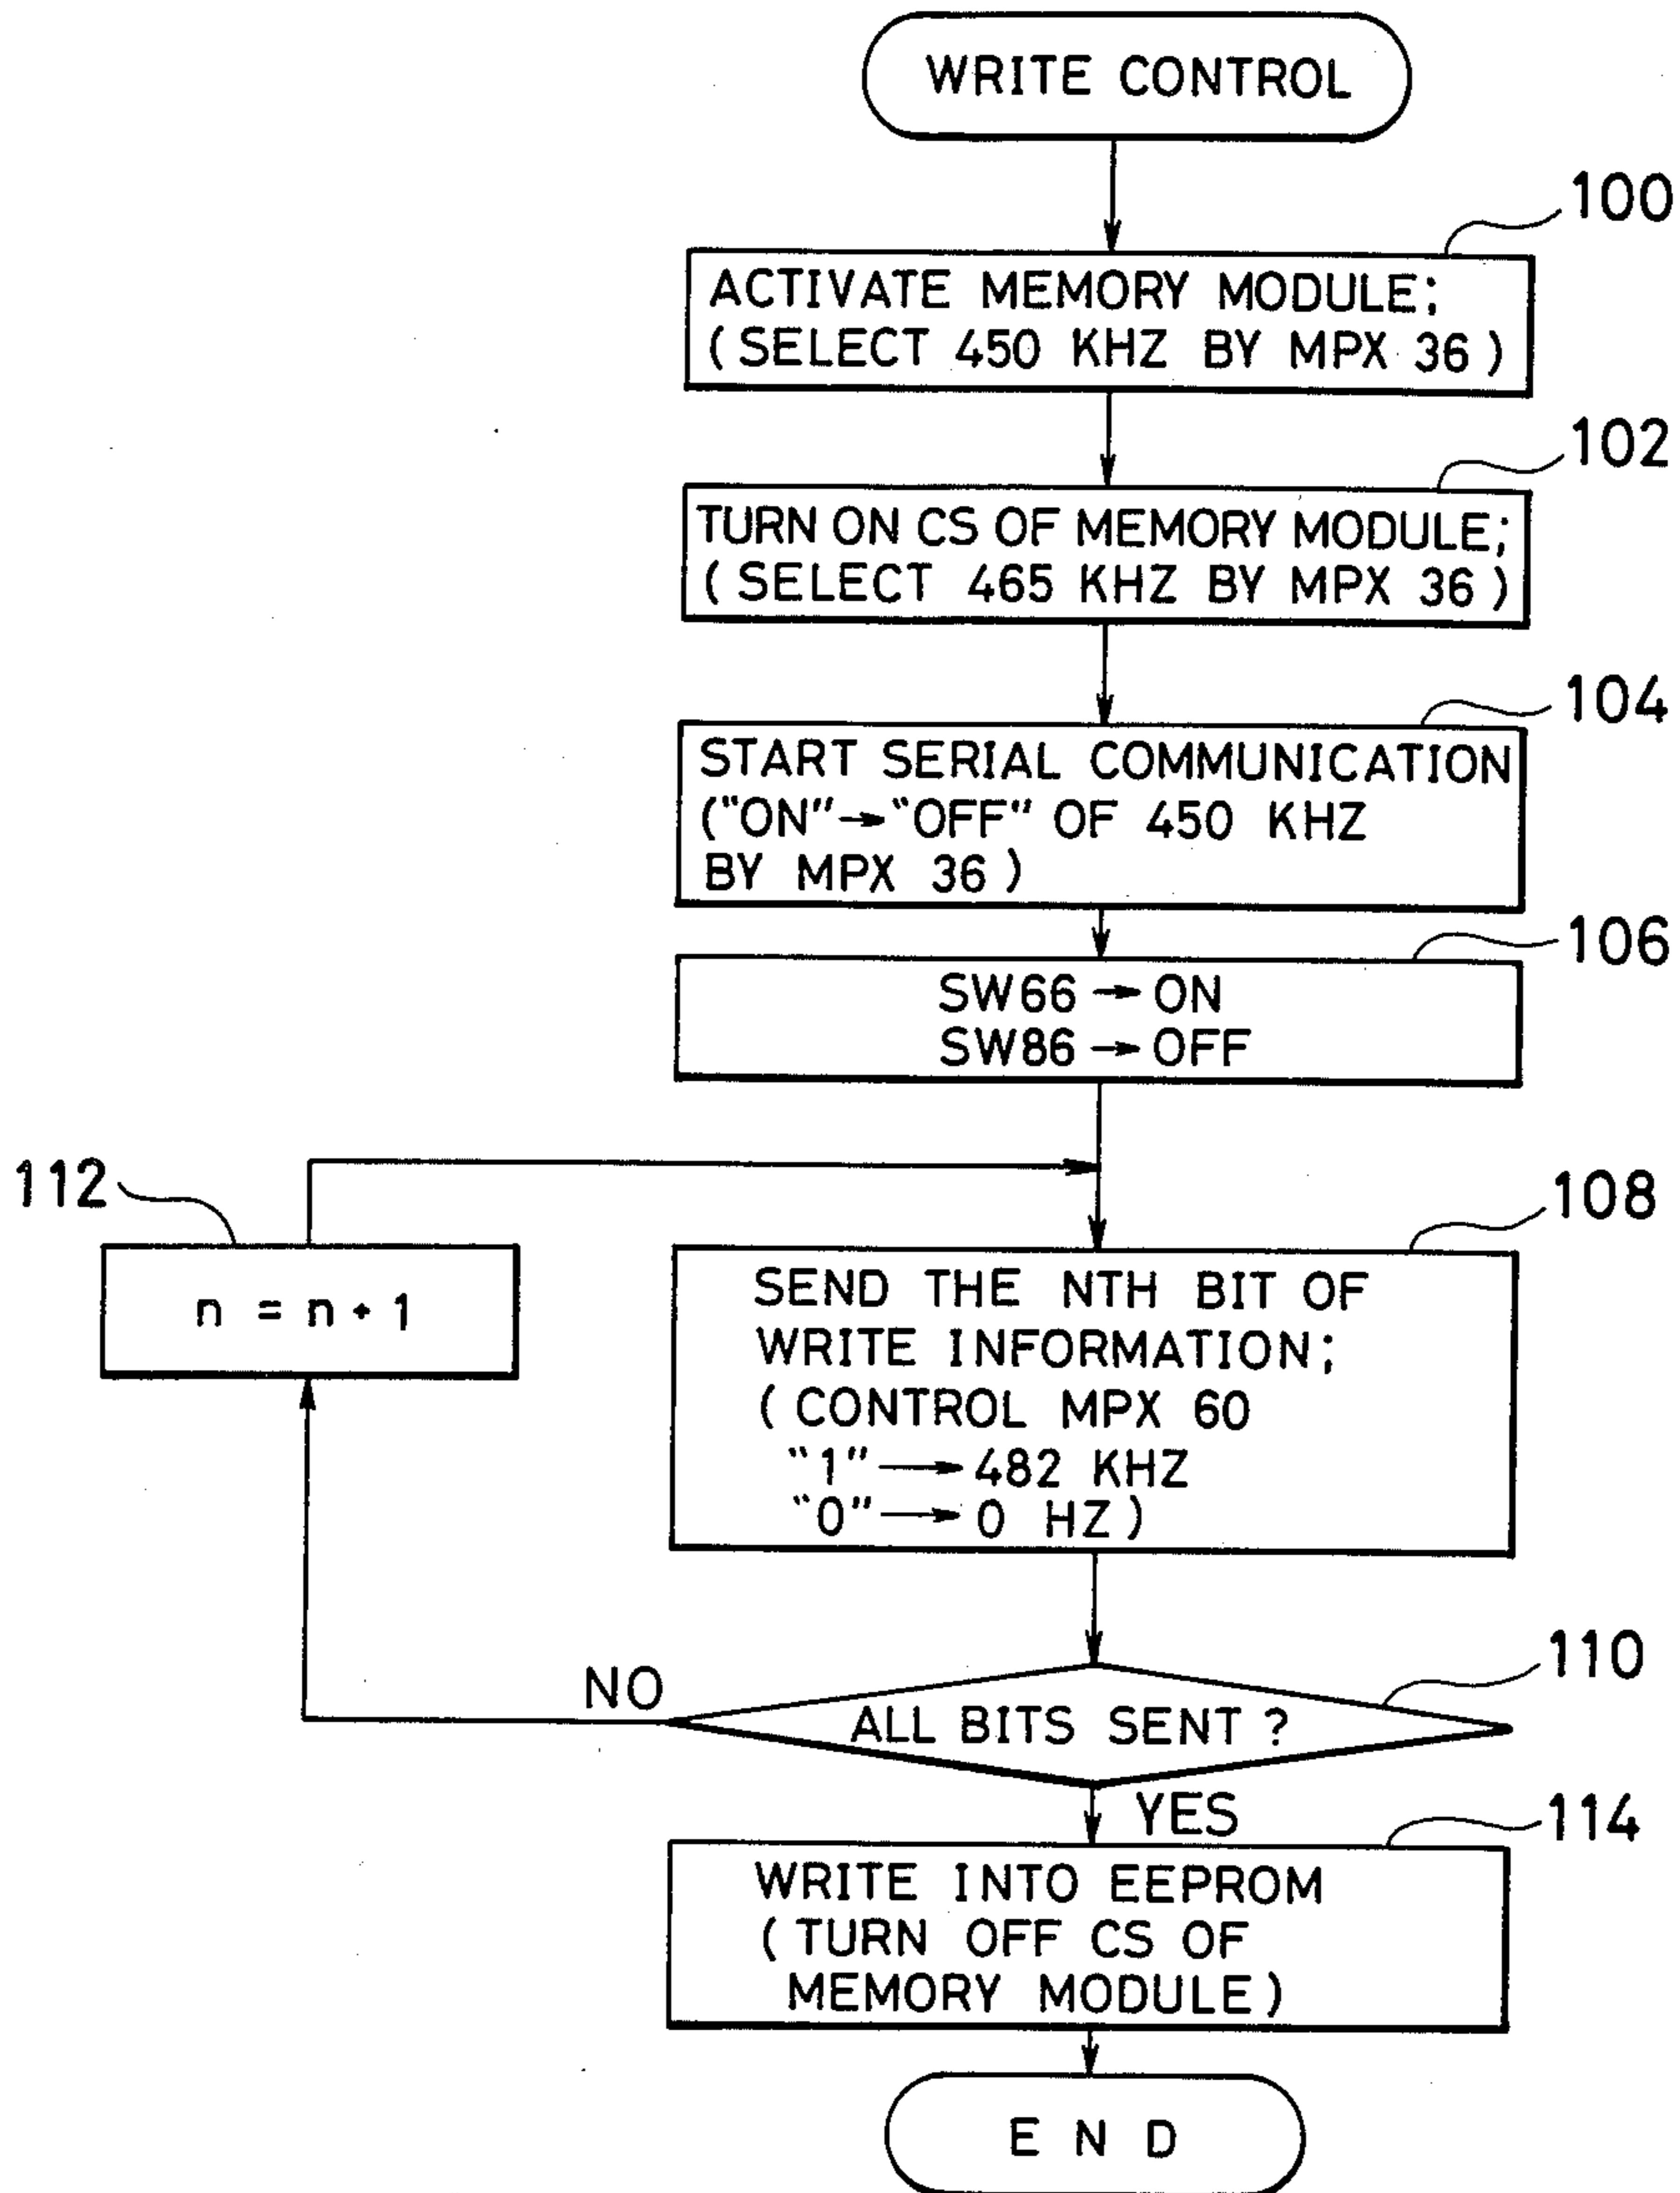 WRITE CONTROL
100
ACTIVATE MEMORY MODULE;
(SELECT 450 KHZ BY MPX 36)
102
TURN ON CS OF MEMORY MODULE;
(SELECT 465 KHZ BY MPX 36)
104
START SERIAL COMMUNICATION
("ON"→"OFF" OF 450 KHZ
BY MPX 36)
106
SW66→ON
SW86→OFF
112
n = n + 1
108
SEND THE NTH BIT OF
WRITE INFORMATION;
(CONTROL MPX 60
"1"→482 KHZ
"0"→0 HZ)
110
NO
ALL BITS SENT?
YES
114
WRITE INTO EEPROM
(TURN OFF CS OF
MEMORY MODULE)
END